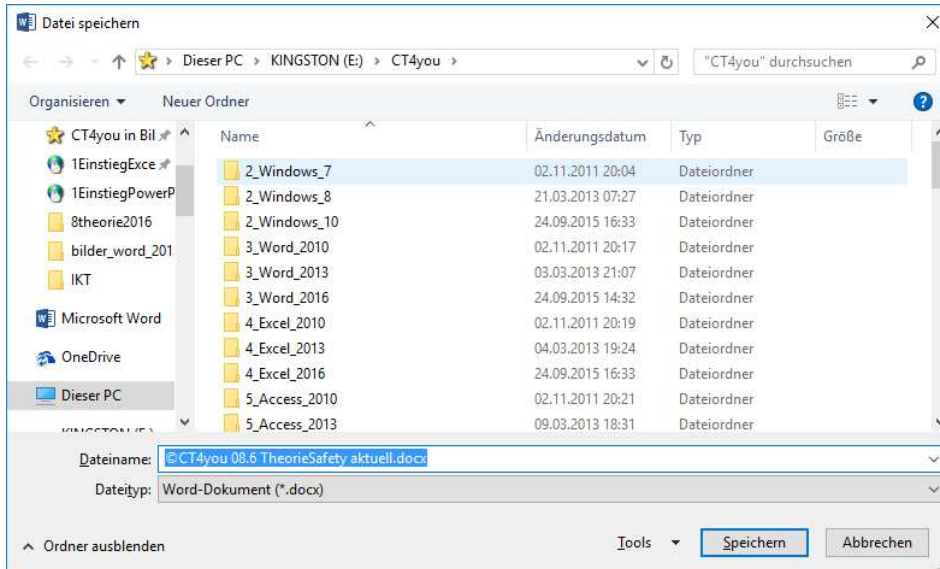 Datei speichern
Dieser PC > KINGSTON (E:) > CT4you >
"CT4you" durchsuchen
Organisieren Neuer Ordner
CT4you in Bil
1EinstiegExce
1EinstiegPowerP
8theorie2016
bilder_word_201
IKT
Microsoft Word
OneDrive
Dieser PC
KINGSTON (E:)
Name Änderungsdatum Typ Größe
2_Windows_7 02.11.2011 20:04 Dateiordner
2_Windows_8 21.03.2013 07:27 Dateiordner
2_Windows_10 24.09.2015 16:33 Dateiordner
3_Word_2010 02.11.2011 20:17 Dateiordner
3_Word_2013 03.03.2013 21:07 Dateiordner
3_Word_2016 24.09.2015 14:32 Dateiordner
4_Excel_2010 02.11.2011 20:19 Dateiordner
4_Excel_2013 04.03.2013 19:24 Dateiordner
4_Excel_2016 24.09.2015 16:33 Dateiordner
5_Access_2010 02.11.2011 20:21 Dateiordner
5_Access_2013 09.03.2013 18:31 Dateiordner
Dateiname: ©CT4you 08.6 TheorieSafety aktuell.docx
Dateityp: Word-Dokument (*.docx)
Ordner ausblenden
Tools Speichern Abbrechen